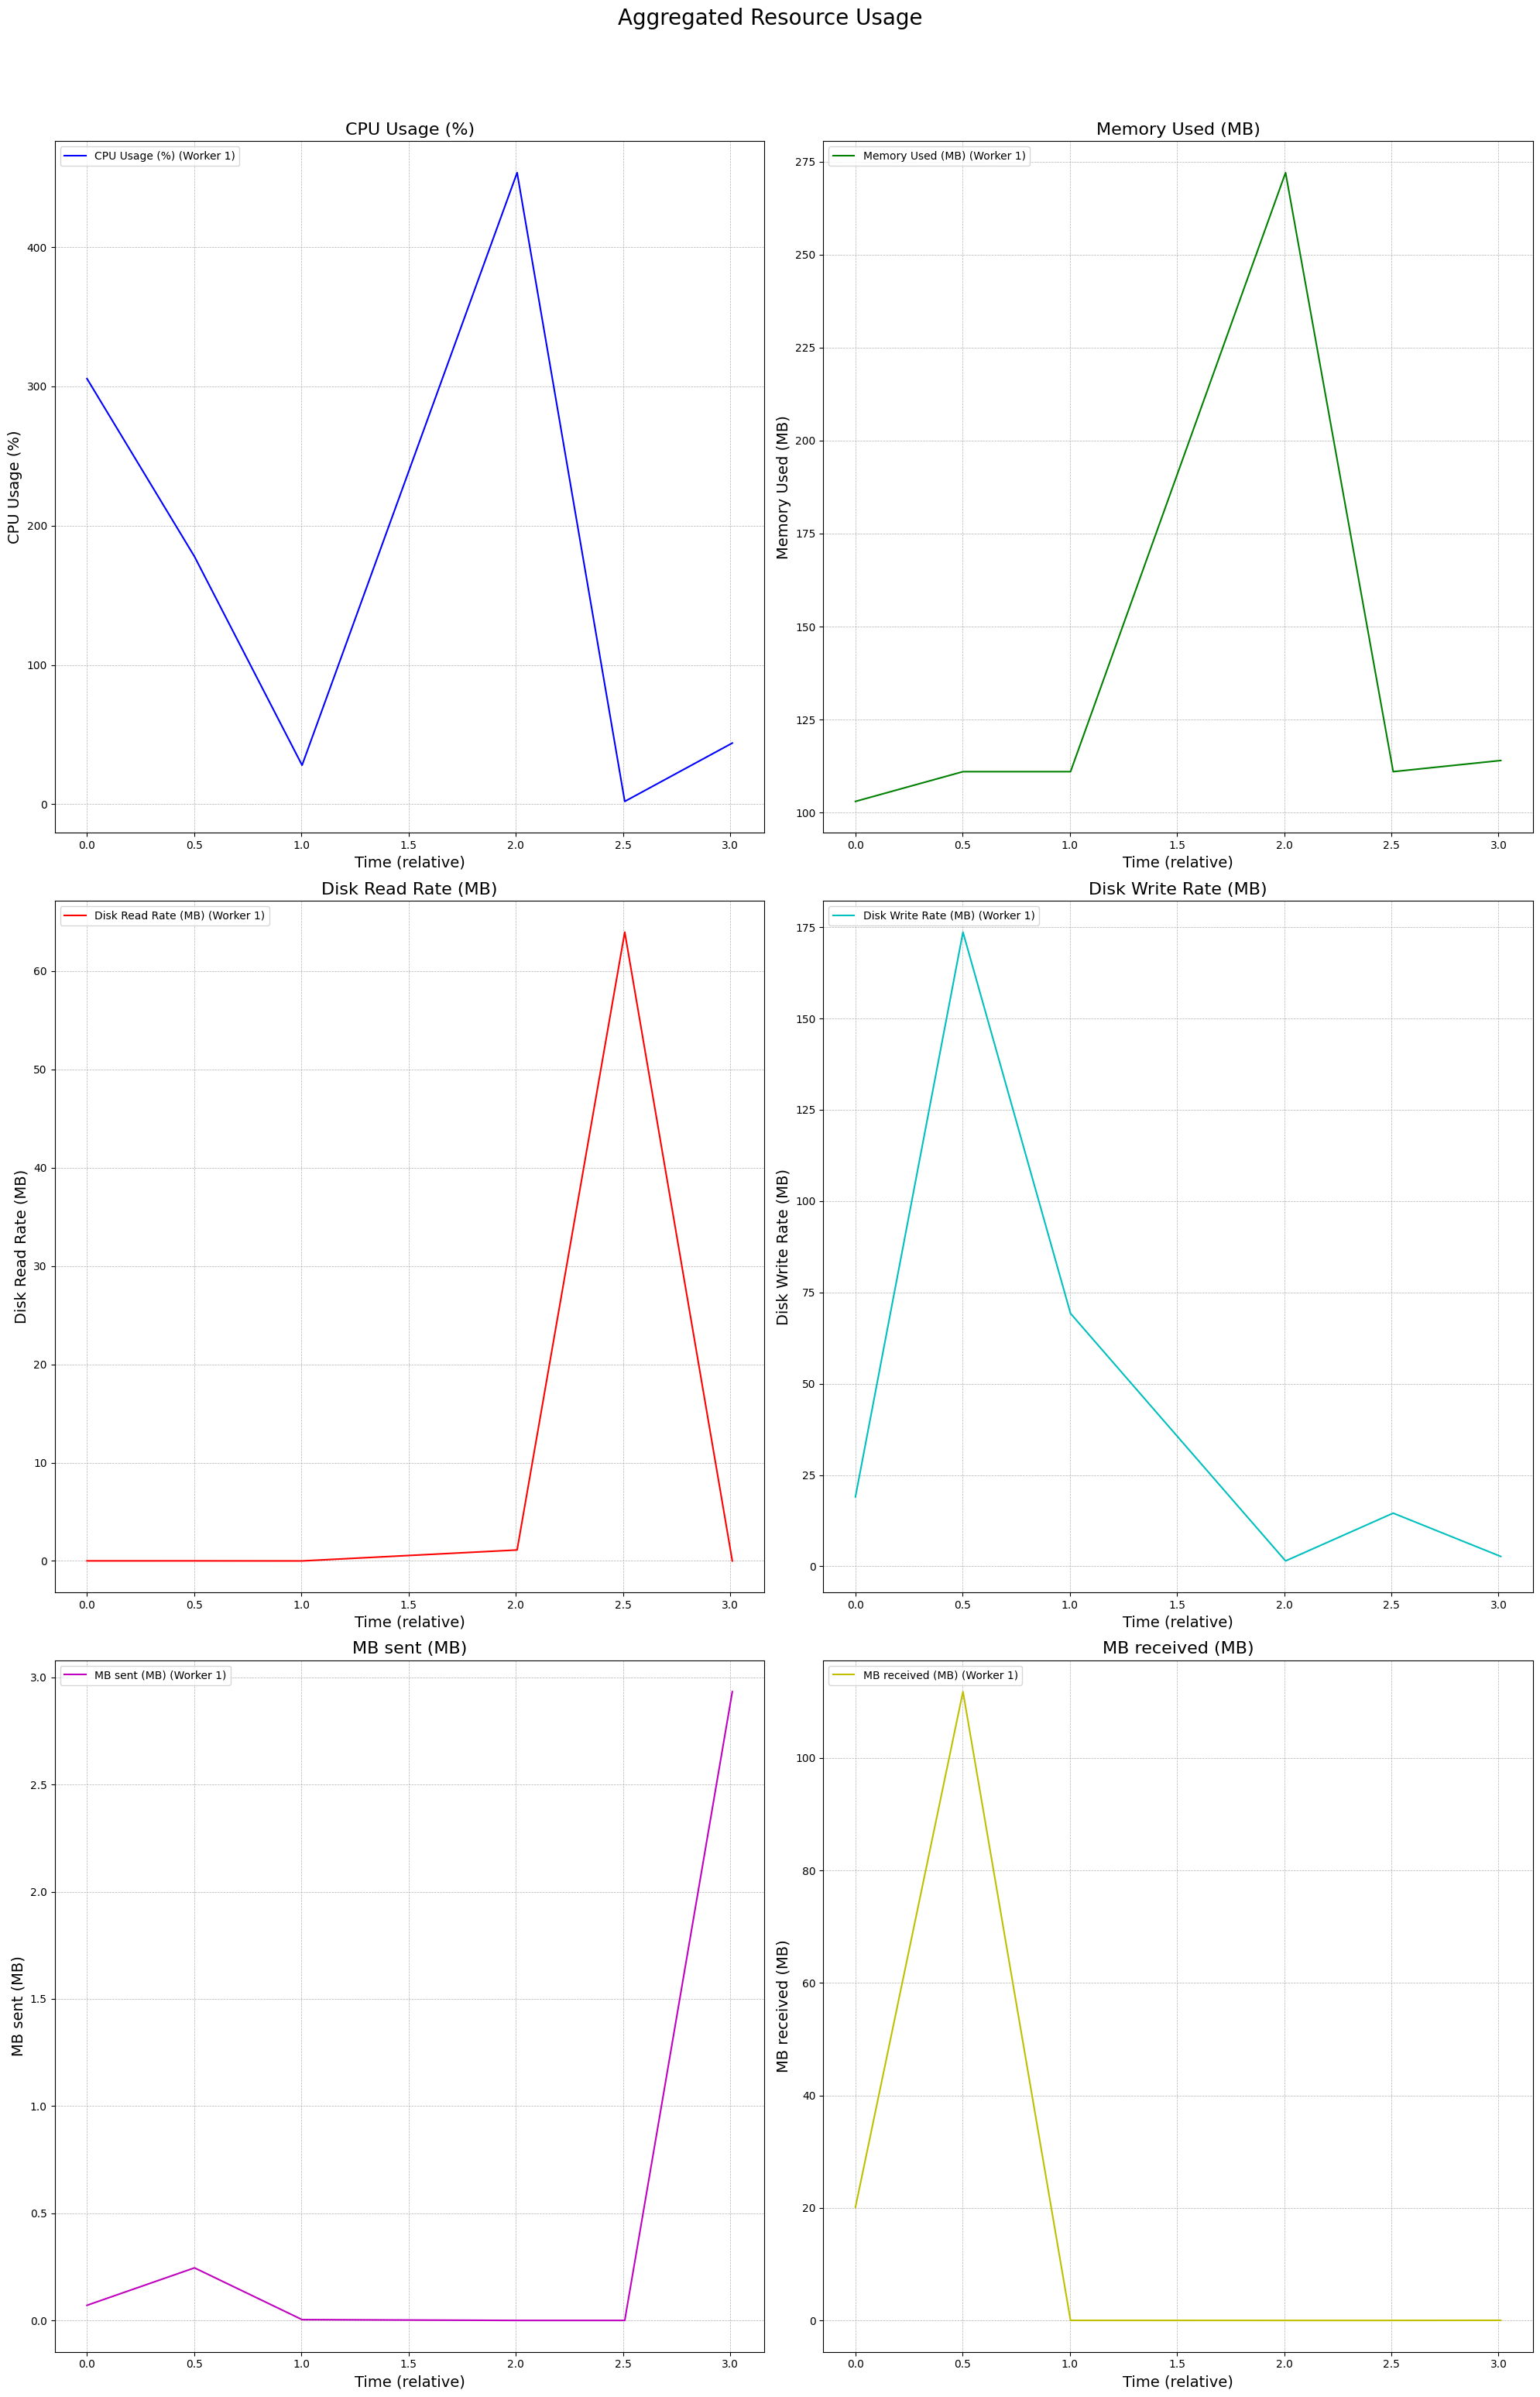 Aggregated Resource Usage
CPU Usage (%)
CPU Usage (%) (Worker 1)
CPU Usage (%)
400
300
200
100
0
0.0 0.5 1.0 1.5 2.0 2.5 3.0
Time (relative)
Memory Used (MB)
Memory Used (MB) (Worker 1)
Memory Used (MB)
275
250
225
200
175
150
125
100
0.0 0.5 1.0 1.5 2.0 2.5 3.0
Time (relative)
Disk Read Rate (MB)
Disk Read Rate (MB) (Worker 1)
Disk Read Rate (MB)
60
50
40
30
20
10
0
0.0 0.5 1.0 1.5 2.0 2.5 3.0
Time (relative)
Disk Write Rate (MB)
Disk Write Rate (MB) (Worker 1)
Disk Write Rate (MB)
175
150
125
100
75
50
25
0
0.0 0.5 1.0 1.5 2.0 2.5 3.0
Time (relative)
MB sent (MB)
MB sent (MB) (Worker 1)
MB sent (MB)
3.0
2.5
2.0
1.5
1.0
0.5
0.0
0.0 0.5 1.0 1.5 2.0 2.5 3.0
Time (relative)
MB received (MB)
MB received (MB) (Worker 1)
MB received (MB)
100
80
60
40
20
0
0.0 0.5 1.0 1.5 2.0 2.5 3.0
Time (relative)